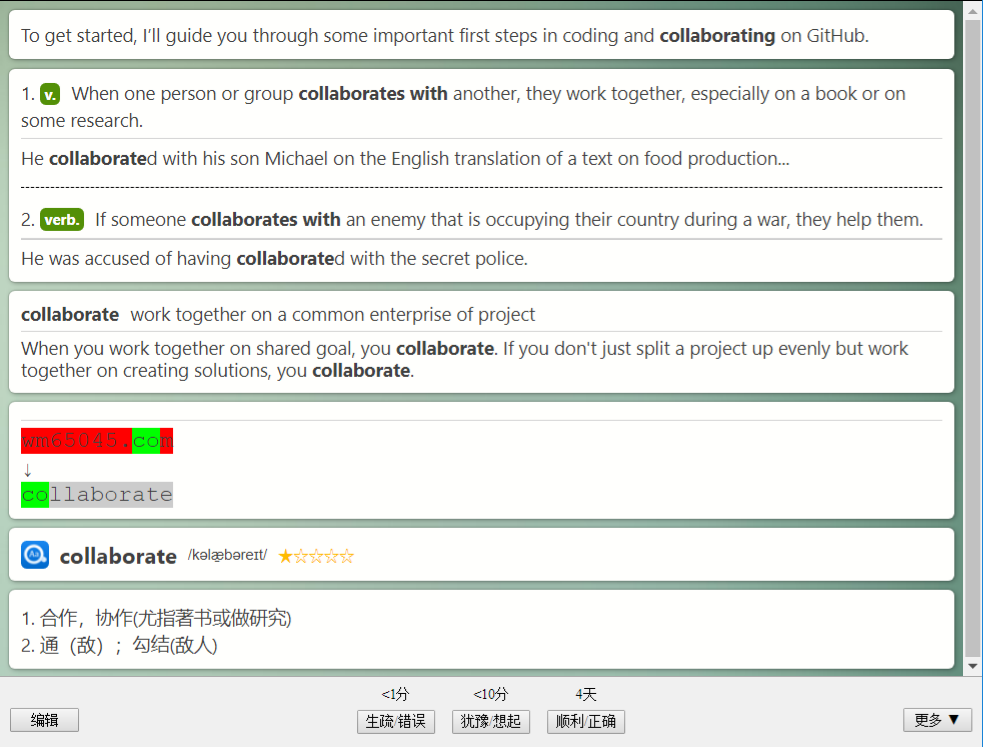 To get started, I’ll guide you through some important first steps in coding and collaborating on GitHub.
1. v. When one person or group collaborates with another, they work together, especially on a book or on
some research.
He collaborated with his son Michael on the English translation of a text on food production...
2. verb. If someone collaborates with an enemy that is occupying their country during a war, they help them.
He was accused of having collaborated with the secret police.
collaborate work together on a common enterprise of project
When you work together on shared goal, you collaborate. If you don't just split a project up evenly but work
together on creating solutions, you collaborate.
wm65045.com
↓
collaborate
Aa collaborate /kəlæbəreɪt/ ★☆☆☆☆
1. 合作，协作(尤指著书或做研究)
2. 通（敌）；勾结(敌人)
<1分 <10分 4天
编辑 生疏/错误 犹豫/想起 顺利/正确 更多 ▼